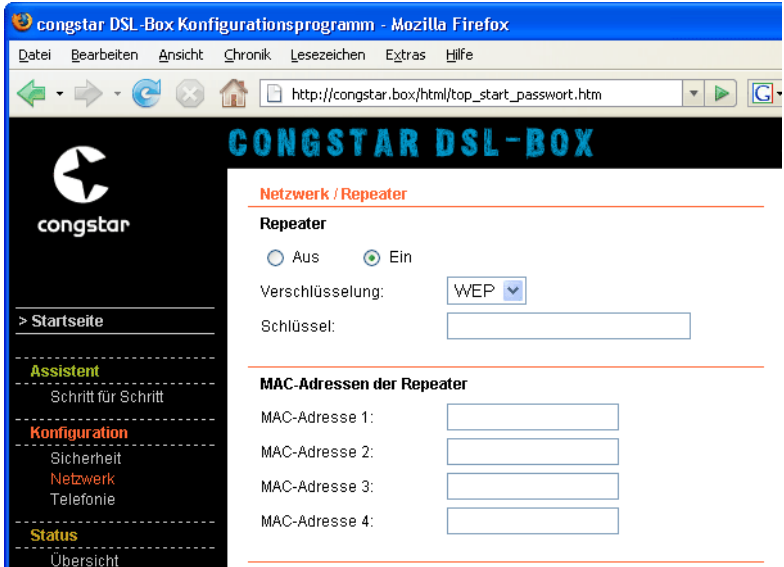 congstar DSL-Box Konfigurationsprogramm - Mozilla Firefox
Datei Bearbeiten Ansicht Chronik Lesezeichen Extras Hilfe
http://congstar.box/html/top_start_passwort.htm
G
CONGSTAR DSL-BOX
congstar
> Startseite
Assistent
Schritt für Schritt
Konfiguration
Sicherheit
Netzwerk
Telefonie
Status
Übersicht
Netzwerk / Repeater
Repeater
Aus Ein
Verschlüsselung: WEP
Schlüssel:
MAC-Adressen der Repeater
MAC-Adresse 1:
MAC-Adresse 2:
MAC-Adresse 3:
MAC-Adresse 4: